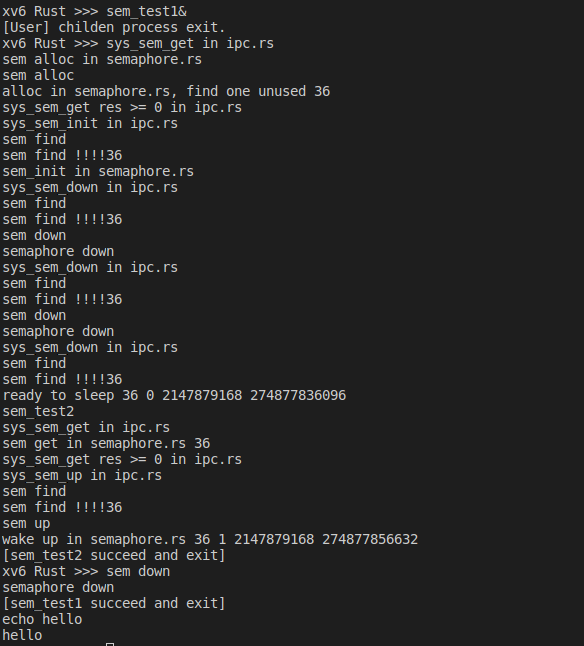 xv6 Rust >>> sem_test1&
[User] childen process exit.
xv6 Rust >>> sys_sem_get in ipc.rs
sem alloc in semaphore.rs
sem alloc
alloc in semaphore.rs, find one unused 36
sys_sem_get res >= 0 in ipc.rs
sys_sem_init in ipc.rs
sem find
sem find !!!!36
sem_init in semaphore.rs
sys_sem_down in ipc.rs
sem find
sem find !!!!36
sem down
semaphore down
sys_sem_down in ipc.rs
sem find
sem find !!!!36
sem down
semaphore down
sys_sem_down in ipc.rs
sem find
sem find !!!!36
ready to sleep 36 0 2147879168 274877836096
sem_test2
sys_sem_get in ipc.rs
sem get in semaphore.rs 36
sys_sem_get res >= 0 in ipc.rs
sys_sem_up in ipc.rs
sem find
sem find !!!!36
sem up
wake up in semaphore.rs 36 1 2147879168 274877856632
[sem_test2 succeed and exit]
xv6 Rust >>> sem down
semaphore down
[sem_test1 succeed and exit]
echo hello
hello